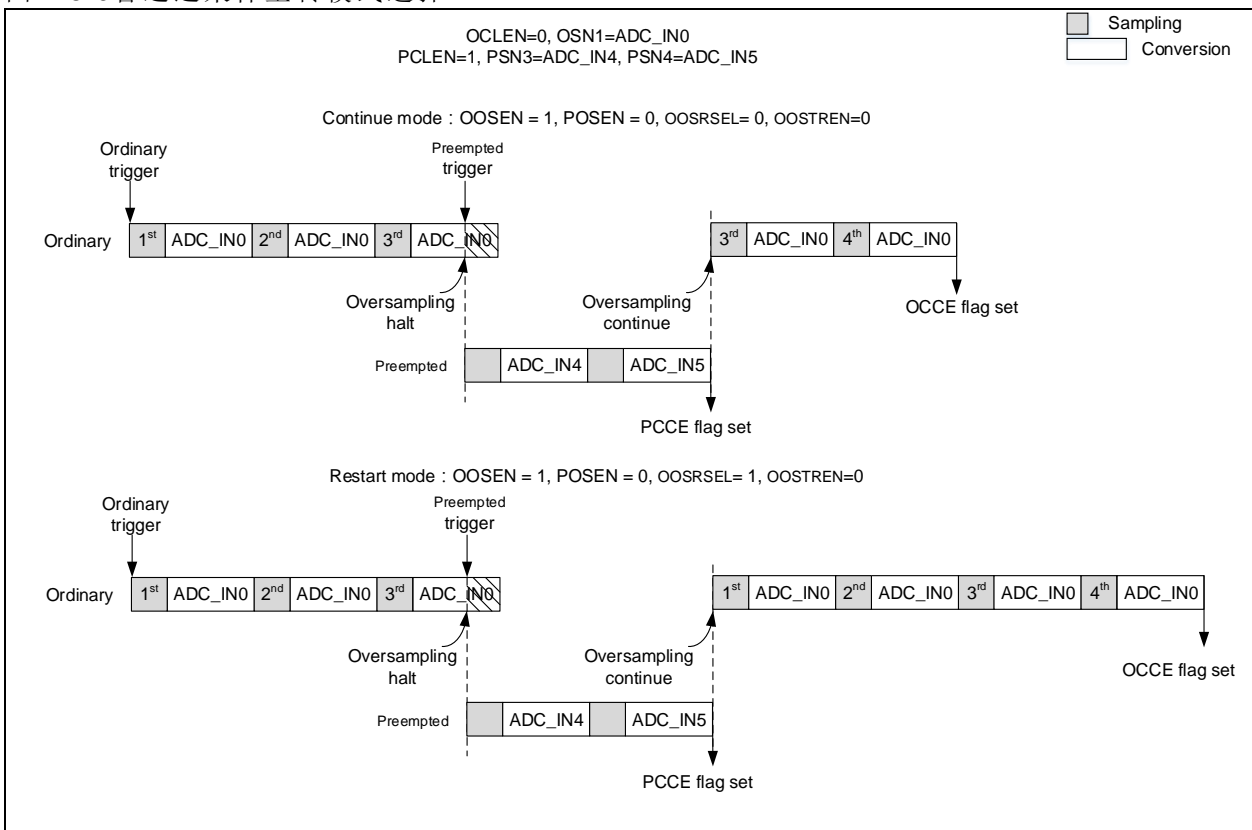 Sampling
Conversion
OCLEN=0, OSN1=ADC_IN0
PCLEN=1, PSN3=ADC_IN4, PSN4=ADC_IN5
Continue mode : OOSEN = 1, POSEN = 0, OOSRSEL= 0, OOSTREN=0
Ordinary
trigger
Preempted
trigger
Ordinary 1st ADC_IN0 2nd ADC_IN0 3rd ADC_IN0 3rd ADC_IN0 4th ADC_IN0
Oversampling
halt
Oversampling
continue
OCCE flag set
Preempted ADC_IN4 ADC_IN5
PCCE flag set
Restart mode : OOSEN = 1, POSEN = 0, OOSRSEL= 1, OOSTREN=0
Ordinary
trigger
Preempted
trigger
Ordinary 1st ADC_IN0 2nd ADC_IN0 3rd ADC_IN0 1st ADC_IN0 2nd ADC_IN0 3rd ADC_IN0 4th ADC_IN0
Oversampling
halt
Oversampling
continue
OCCE flag set
Preempted ADC_IN4 ADC_IN5
PCCE flag set